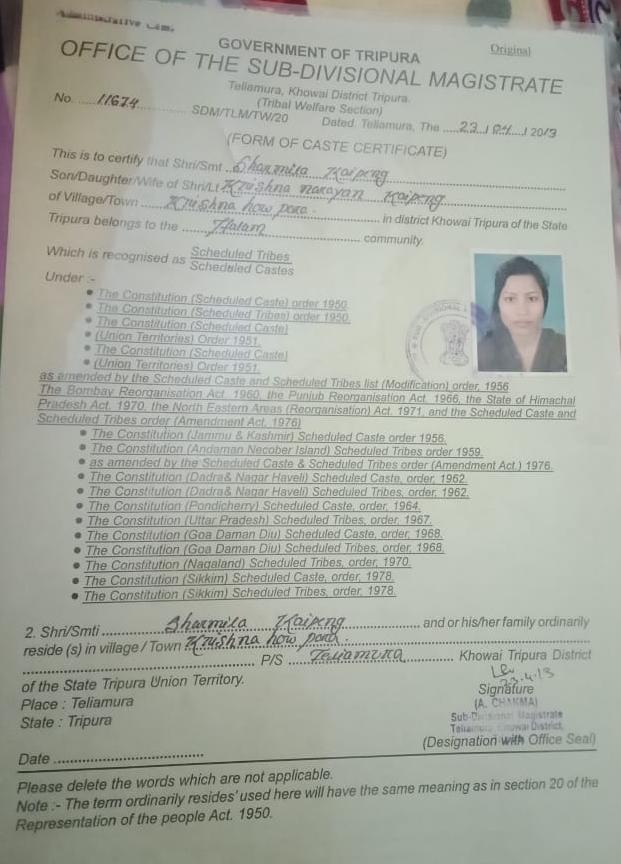 Administrative Cam.
Original
GOVERNMENT OF TRIPURA
OFFICE OF THE SUB-DIVISIONAL MAGISTRATE
Teliamura, Khowai District Tripura.
(Tribal Welfare Section)
No. 11674 SDM/TLM/TW/20 Dated. Teliamura, The 23/04/2013
(FORM OF CASTE CERTIFICATE)
This is to certify that Shri/Smt Sharmila Kaipeng
Son/Daughter/Wife of Shri/Lt Krishna narayan Kaipeng
of Village/Town Krishna how para. in district Khowai Tripura of the State
Tripura belongs to the Halam community.
Which is recognised as Scheduled Tribes
Scheduled Castes
Under :-
• The Constitution (Scheduled Caste) order 1950
• The Constitution (Scheduled Tribes) order 1950.
• The Constitution (Scheduled Caste)
• (Union Territories) Order 1951.
• The Constitution (Scheduled Caste)
• (Union Territories) Order 1951.
as amended by the Scheduled Caste and Scheduled Tribes list (Modification) order, 1956
The Bombay Reorganisation Act. 1960, the Punjub Reorganisation Act. 1966, the State of Himachal
Pradesh Act. 1970, the North Eastern Areas (Reorganisation) Act. 1971, and the Scheduled Caste and
Scheduled Tribes order (Amendment Act. 1976)
• The Constitution (Jammu & Kashmir) Scheduled Caste order 1956.
• The Constitution (Andaman Necober Island) Scheduled Tribes order 1959.
• as amended by the Scheduled Caste & Scheduled Tribes order (Amendment Act.) 1976.
• The Constitution (Dadra& Nagar Haveli) Scheduled Caste, order, 1962.
• The Constitution (Dadra& Nagar Haveli) Scheduled Tribes, order, 1962.
• The Constitution (Pondicharry) Scheduled Caste, order, 1964.
• The Constitution (Uttar Pradesh) Scheduled Tribes, order, 1967.
• The Constitution (Goa Daman Diu) Scheduled Caste, order, 1968.
• The Constitution (Goa Daman Diu) Scheduled Tribes, order, 1968.
• The Constitution (Nagaland) Scheduled Tribes, order, 1970.
• The Constitution (Sikkim) Scheduled Caste, order, 1978.
• The Constitution (Sikkim) Scheduled Tribes, order, 1978.
2. Shri/Smti Sharmila Kaipeng and or his/her family ordinarily
reside (s) in village / Town Krishna how para.
P/S Teliamura Khowai Tripura District
of the State Tripura Union Territory.
Place : Teliamura
State : Tripura
23.4.13
Signature
(A. CHAKMA)
Sub-Divisional Magistrate
Teliamura, Khowai District,
(Designation with Office Seal)
Date
Please delete the words which are not applicable.
Note :- The term ordinarily resides' used here will have the same meaning as in section 20 of the
Representation of the people Act. 1950.